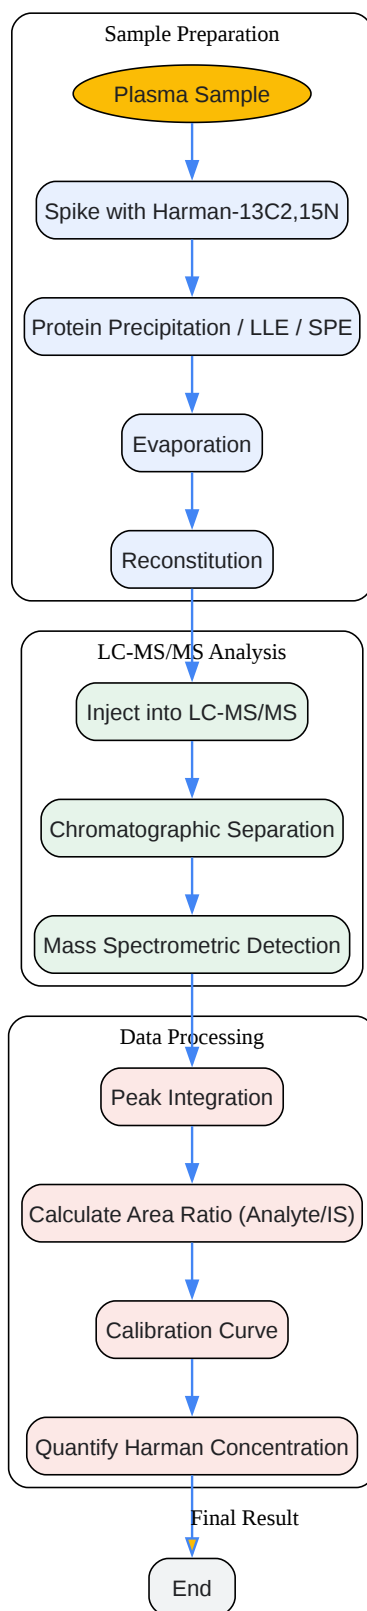 Sample Preparation
Plasma Sample
Spike with Harman-13C2,15N
Protein Precipitation / LLE / SPE
Evaporation
Reconstitution
LC-MS/MS Analysis
Inject into LC-MS/MS
Chromatographic Separation
Mass Spectrometric Detection
Data Processing
Peak Integration
Calculate Area Ratio (Analyte/IS)
Calibration Curve
Quantify Harman Concentration
Final Result
End